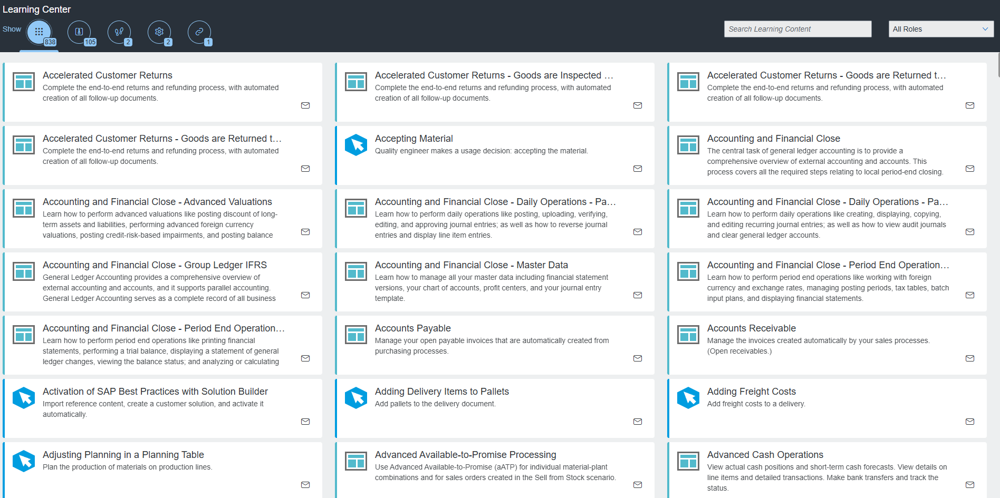 Learning Center
Show
838
105
2
2
1
Search Learning Content
All Roles
Accelerated Customer Returns
Complete the end-to-end returns and refunding process, with automated
creation of all follow-up documents.
Accelerated Customer Returns - Goods are Inspected ...
Complete the end-to-end returns and refunding process, with automated
creation of all follow-up documents.
Accelerated Customer Returns - Goods are Returned t...
Complete the end-to-end returns and refunding process, with automated
creation of all follow-up documents.
Accelerated Customer Returns - Goods are Returned t...
Complete the end-to-end returns and refunding process, with automated
creation of all follow-up documents.
Accepting Material
Quality engineer makes a usage decision: accepting the material.
Accounting and Financial Close
The central task of general ledger accounting is to provide a
comprehensive overview of external accounting and accounts. This
process covers all the required steps relating to local period-end closing.
Accounting and Financial Close - Advanced Valuations
Learn how to perform advanced valuations like posting discount of long-
term assets and liabilities, performing advanced foreign currency
valuations, posting credit-risk-based impairments, and posting balance
Accounting and Financial Close - Daily Operations - Pa...
Learn how to perform daily operations like posting, uploading, verifying,
editing, and approving journal entries; as well as how to reverse journal
entries and display line item entries.
Accounting and Financial Close - Daily Operations - Pa...
Learn how to perform daily operations like creating, displaying, copying,
and editing recurring journal entries; as well as how to view audit journals
and clear general ledger accounts.
Accounting and Financial Close - Group Ledger IFRS
General Ledger Accounting provides a comprehensive overview of
external accounting and accounts, and it supports parallel accounting.
General Ledger Accounting serves as a complete record of all business
Accounting and Financial Close - Master Data
Learn how to manage all your master data including financial statement
versions, your chart of accounts, profit centers, and your journal entry
template.
Accounting and Financial Close - Period End Operation...
Learn how to perform period end operations like working with foreign
currency and exchange rates, managing posting periods, tax tables, batch
input plans, and displaying financial statements.
Accounting and Financial Close - Period End Operation...
Learn how to perform period end operations like printing financial
statements, performing a trial balance, displaying a statement of general
ledger changes, viewing the balance status; and analyzing or calculating
Accounts Payable
Manage your open payable invoices that are automatically created from
purchasing processes.
Accounts Receivable
Manage the invoices created automatically by your sales processes.
(Open receivables.)
Activation of SAP Best Practices with Solution Builder
Import reference content, create a customer solution, and activate it
automatically.
Adding Delivery Items to Pallets
Add pallets to the delivery document.
Adding Freight Costs
Add freight costs to a delivery.
Adjusting Planning in a Planning Table
Plan the production of materials on production lines.
Advanced Available-to-Promise Processing
Use Advanced Available-to-Promise (aATP) for individual material-plant
combinations and for sales orders created in the Sell from Stock scenario.
Advanced Cash Operations
View actual cash positions and short-term cash forecasts. View details on
line items and detailed transactions. Make bank transfers and track the
status.